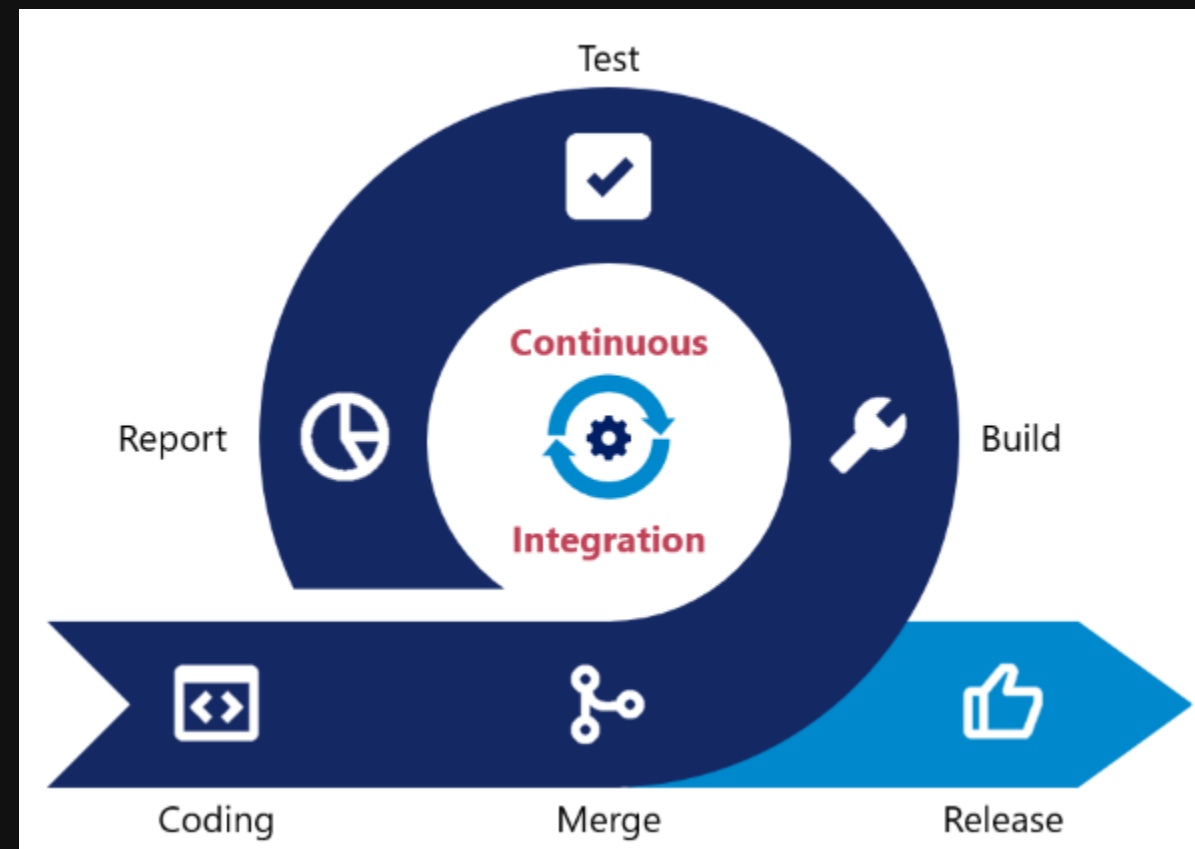 Test
Continuous
Report
Build
Integration
Coding
Merge
Release